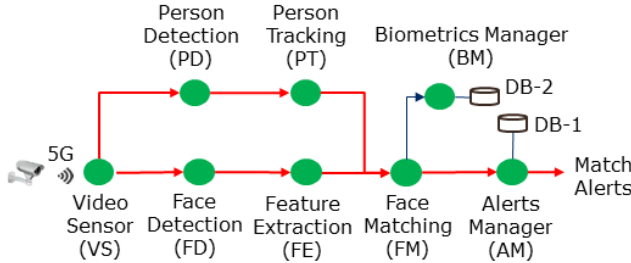 Person
Detection
(PD)
Person
Tracking
(PT)
Biometrics Manager
(BM)
DB-2
DB-1
5G
Video
Sensor
(VS)
Face
Detection
(FD)
Feature
Extraction
(FE)
Face
Matching
(FM)
Alerts
Manager
(AM)
Match
Alerts